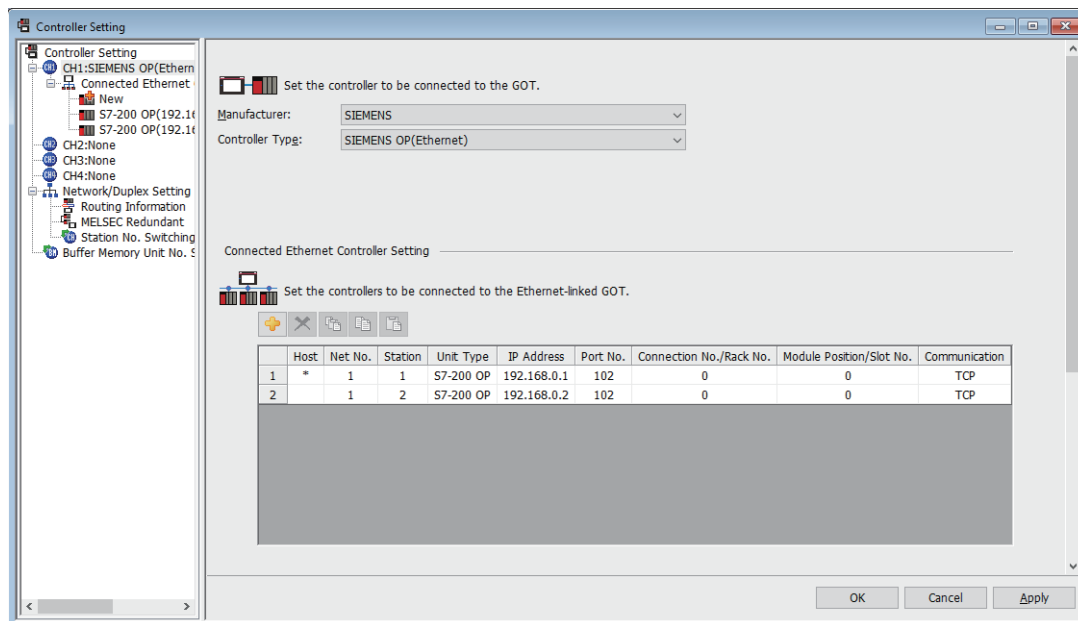 Controller Setting
Controller Setting
CH1:SIEMENS OP(Ethern
Connected Ethernet
New
S7-200 OP(192.16
S7-200 OP(192.16
CH2:None
CH3:None
CH4:None
Network/Duplex Setting
Routing Information
MELSEC Redundant
Station No. Switching
Buffer Memory Unit No. S
Set the controller to be connected to the GOT.
Manufacturer: SIEMENS
Controller Type: SIEMENS OP(Ethernet)
Connected Ethernet Controller Setting
Set the controllers to be connected to the Ethernet-linked GOT.
Host Net No. Station Unit Type IP Address Port No. Connection No./Rack No. Module Position/Slot No. Communication
1 * 1 1 S7-200 OP 192.168.0.1 102 0 0 TCP
2 1 2 S7-200 OP 192.168.0.2 102 0 0 TCP
OK Cancel Apply